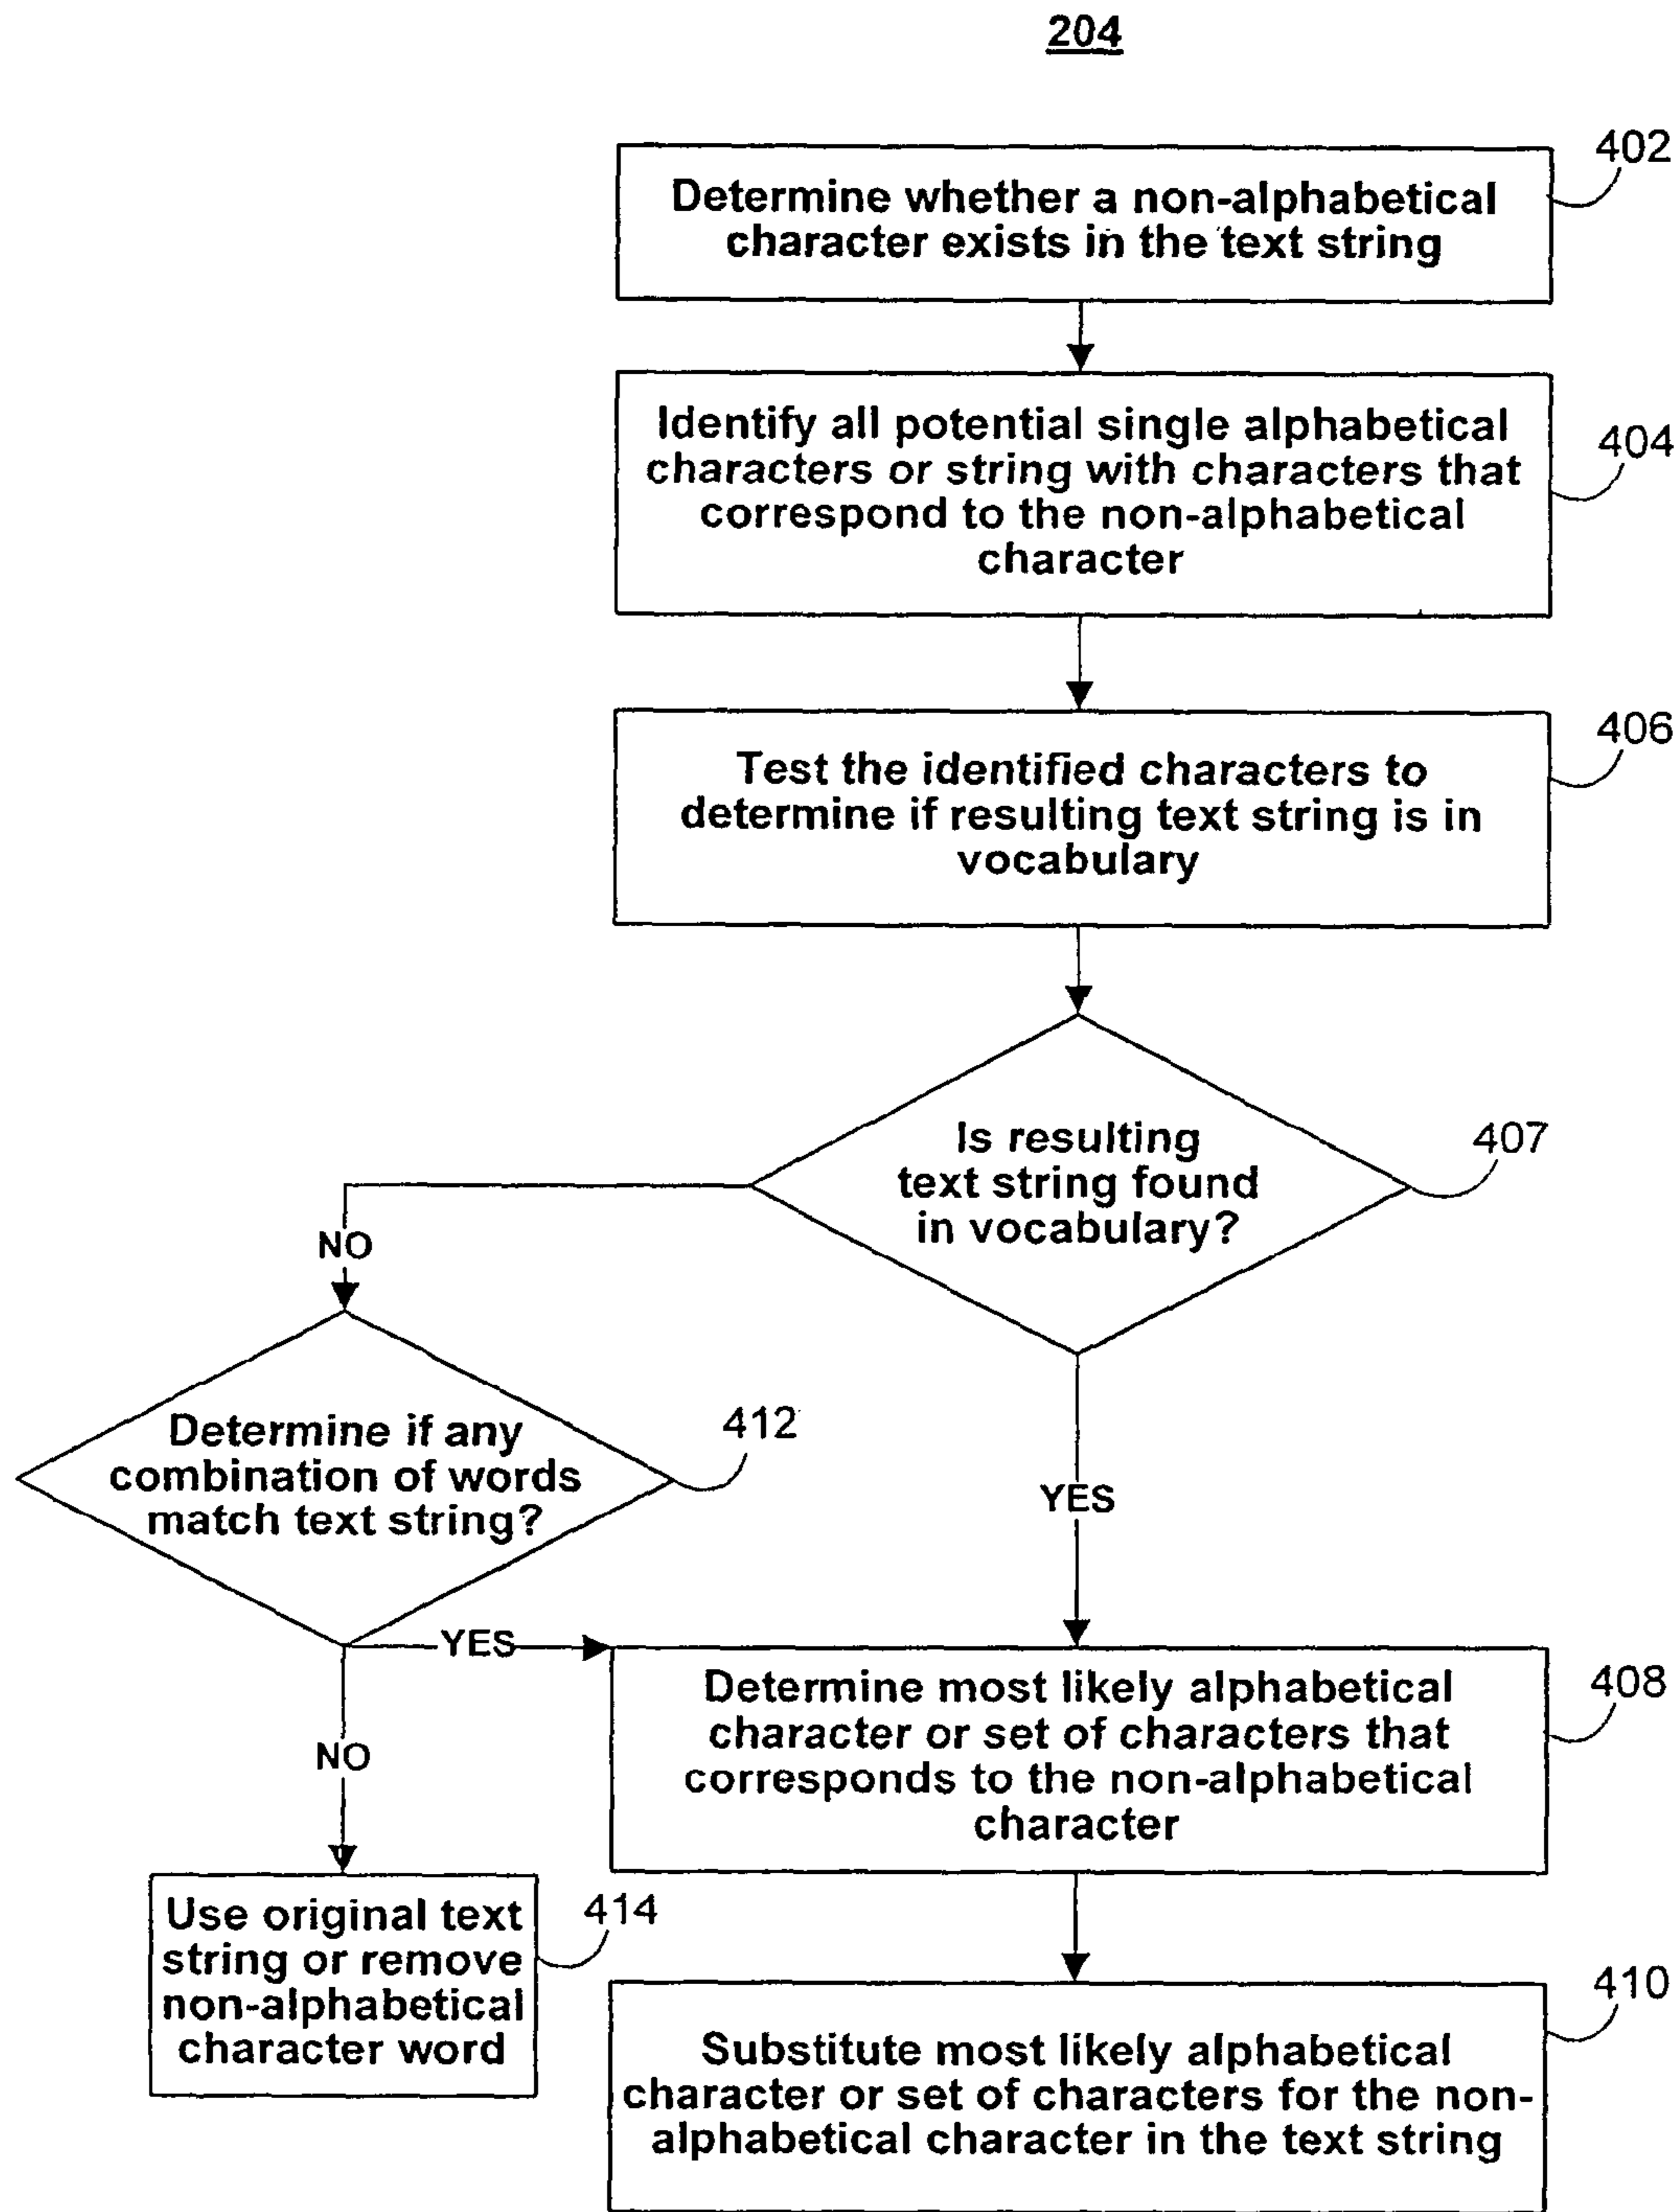 204
402
Determine whether a non-alphabetical
character exists in the text string
404
Identify all potential single alphabetical
characters or string with characters that
correspond to the non-alphabetical
character
406
Test the identified characters to
determine if resulting text string is in
vocabulary
407
Is resulting
text string found
in vocabulary?
NO
412
Determine if any
combination of words
match text string?
YES
YES
408
Determine most likely alphabetical
character or set of characters that
corresponds to the non-alphabetical
character
NO
414
Use original text
string or remove
non-alphabetical
character word
410
Substitute most likely alphabetical
character or set of characters for the non-
alphabetical character in the text string